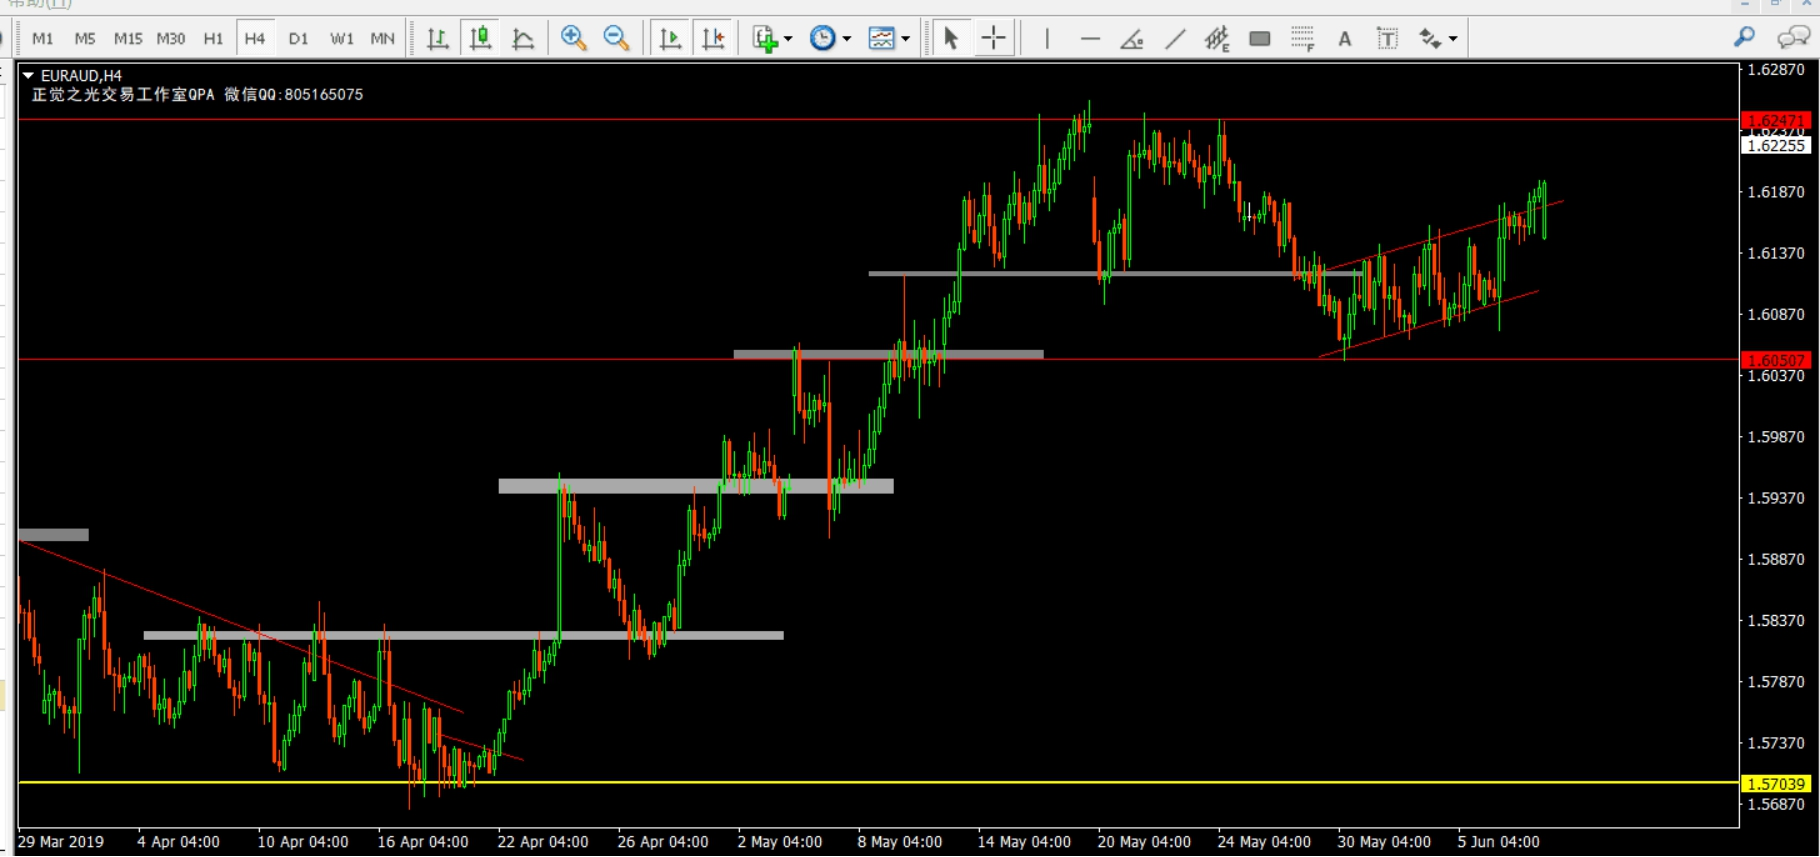 帮助(H)
M1 M5 M15 M30 H1 H4 D1 W1 MN
E F A T
EURAUD,H4
正觉之光交易工作室QPA 微信QQ:805165075
1.62870
1.62471
1.62370
1.62255
1.61870
1.61370
1.60870
1.60507
1.60370
1.59870
1.59370
1.58870
1.58370
1.57870
1.57370
1.57039
1.56870
29 Mar 2019 4 Apr 04:00 10 Apr 04:00 16 Apr 04:00 22 Apr 04:00 26 Apr 04:00 2 May 04:00 8 May 04:00 14 May 04:00 20 May 04:00 24 May 04:00 30 May 04:00 5 Jun 04:00